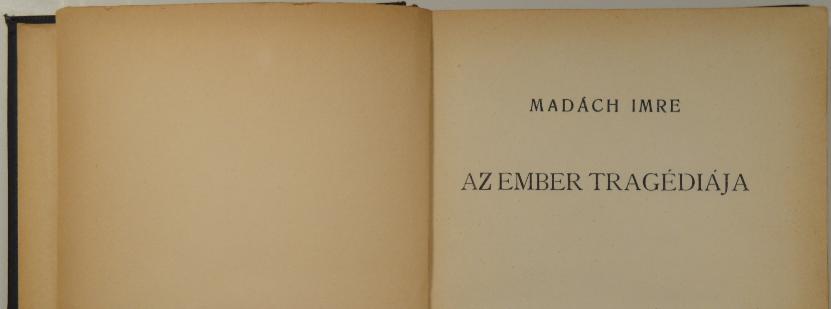 MADÁCH IMRE
AZ EMBER TRAGÉDIÁJA